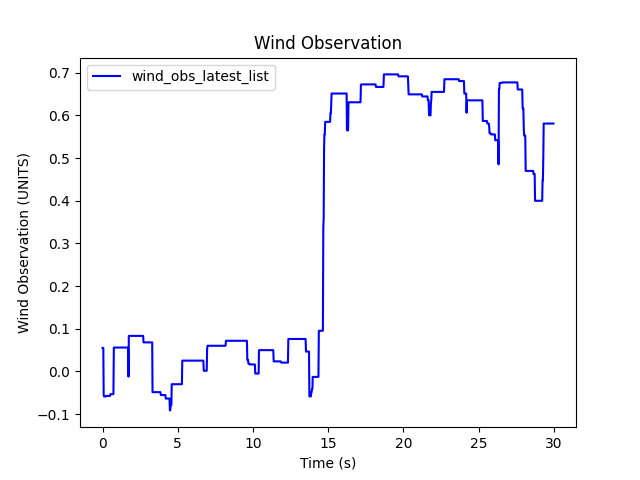 Wind Observation
wind_obs_latest_list
Wind Observation (UNITS)
0.7
0.6
0.5
0.4
0.3
0.2
0.1
0.0
−0.1
0 5 10 15 20 25 30
Time (s)